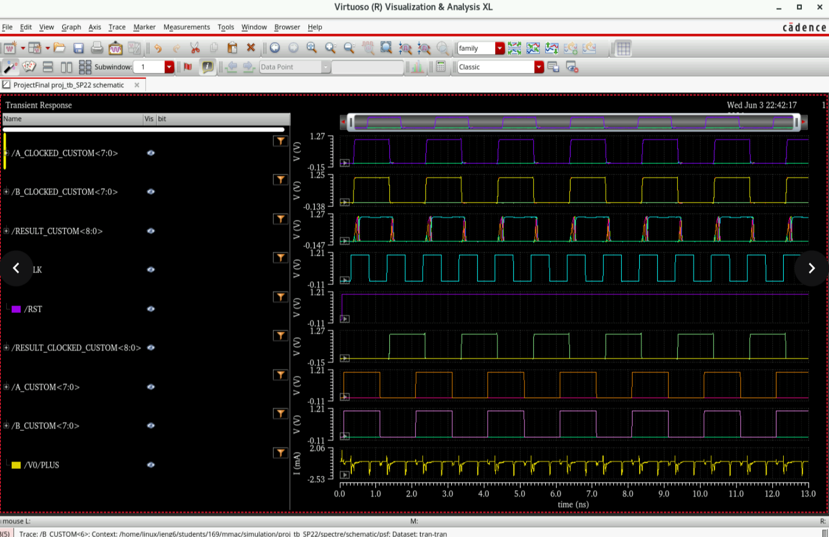 Virtuoso (R) Visualization & Analysis XL
File Edit View Graph Axis Trace Marker Measurements Tools Window Browser Help
cādence
family
Subwindow: 1
Data Point
Classic
ProjectFinal proj_tb_SP22 schematic
Transient Response
Wed Jun 3 22:42:17
1
Name Vis bit
/A_CLOCKED_CUSTOM<7:0>
1.27
V (V)
-0.15
/B_CLOCKED_CUSTOM<7:0>
1.25
V (V)
-0.138
/RESULT_CUSTOM<8:0>
1.27
V (V)
-0.147
LK
1.21
V (V)
-0.11
/RST
1.21
V (V)
-0.11
/RESULT_CLOCKED_CUSTOM<8:0>
1.27
V (V)
-0.15
/A_CUSTOM<7:0>
1.21
V (V)
-0.11
/B_CUSTOM<7:0>
1.21
V (V)
-0.11
/V0/PLUS
2.06
I (mA)
-2.53
0.0 1.0 2.0 3.0 4.0 5.0 6.0 7.0 8.0 9.0 10.0 11.0 12.0 13.0
time (ns)
mouse L: M: R:
(5) Trace: /B_CUSTOM<6>; Context: /home/linux/ieng6/students/169/mmac/simulation/proj_tb_SP22/spectre/schematic/psf; Dataset: tran-tran